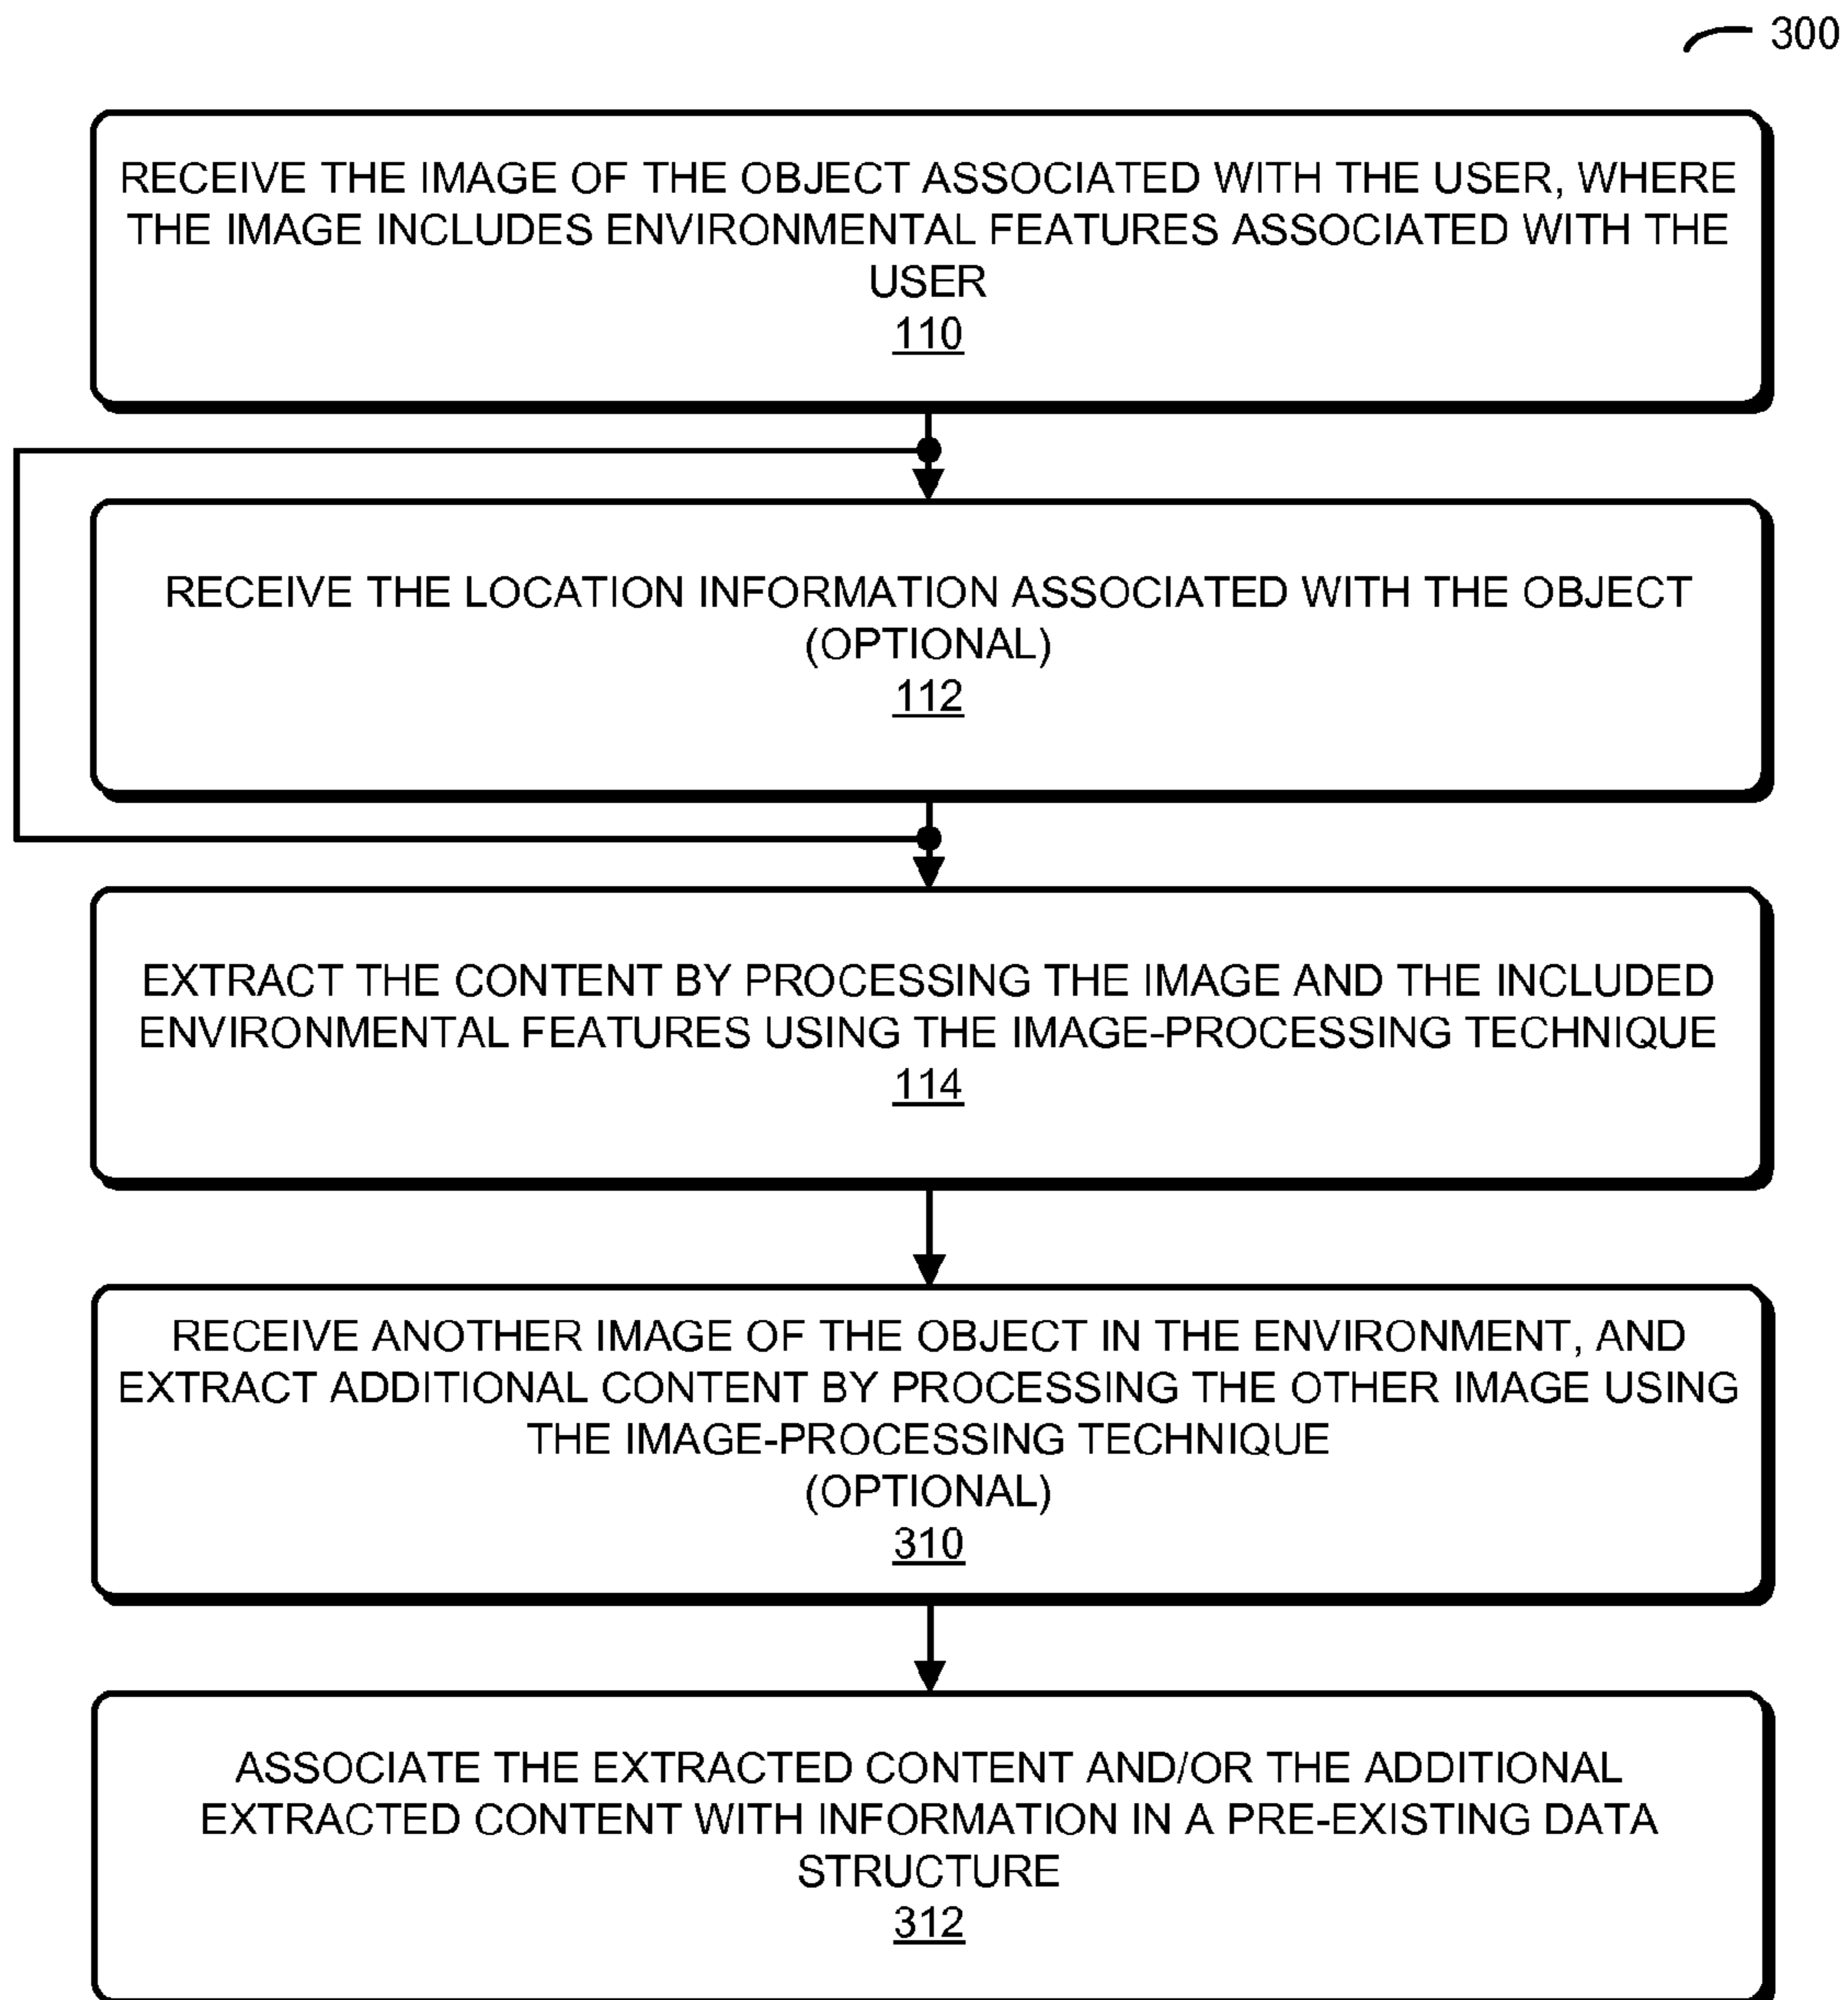 300
RECEIVE THE IMAGE OF THE OBJECT ASSOCIATED WITH THE USER, WHERE
THE IMAGE INCLUDES ENVIRONMENTAL FEATURES ASSOCIATED WITH THE
USER
110
RECEIVE THE LOCATION INFORMATION ASSOCIATED WITH THE OBJECT
(OPTIONAL)
112
EXTRACT THE CONTENT BY PROCESSING THE IMAGE AND THE INCLUDED
ENVIRONMENTAL FEATURES USING THE IMAGE-PROCESSING TECHNIQUE
114
RECEIVE ANOTHER IMAGE OF THE OBJECT IN THE ENVIRONMENT, AND
EXTRACT ADDITIONAL CONTENT BY PROCESSING THE OTHER IMAGE USING
THE IMAGE-PROCESSING TECHNIQUE
(OPTIONAL)
310
ASSOCIATE THE EXTRACTED CONTENT AND/OR THE ADDITIONAL
EXTRACTED CONTENT WITH INFORMATION IN A PRE-EXISTING DATA
STRUCTURE
312